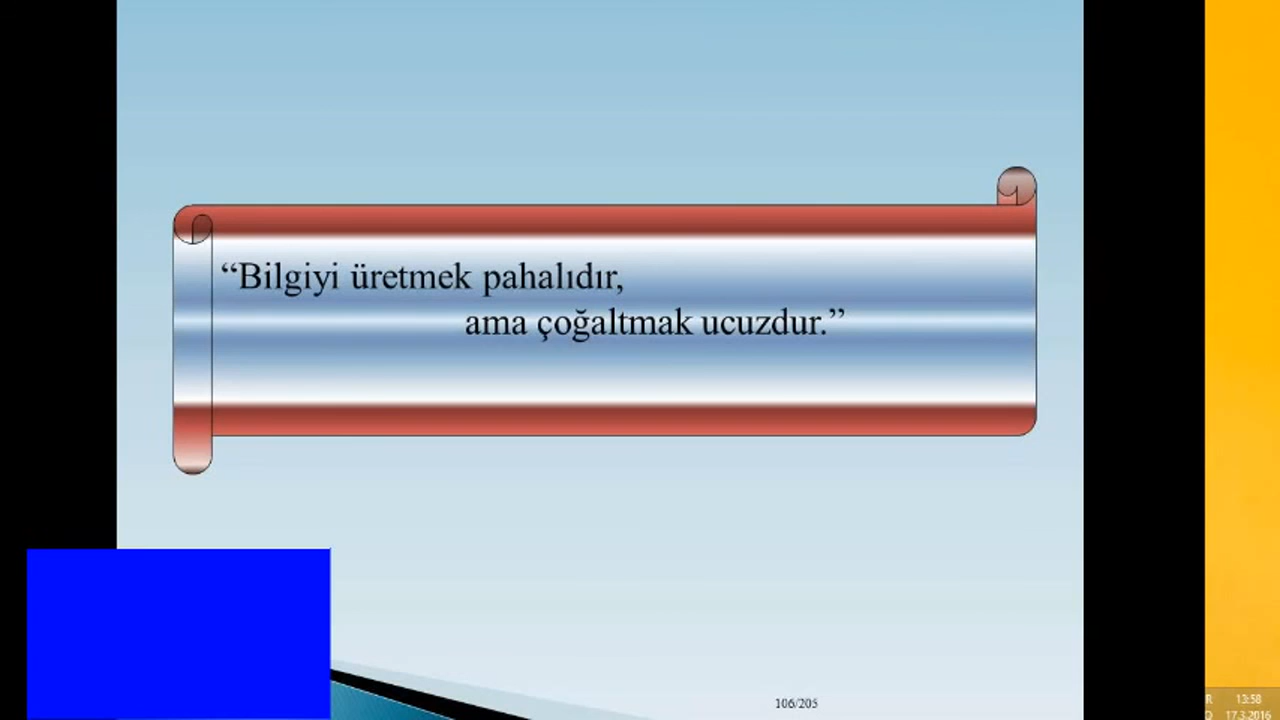 “Bilgiyi üretmek pahalıdır,
ama çoğaltmak ucuzdur.”
106/205
R 13:58
17.3.2016